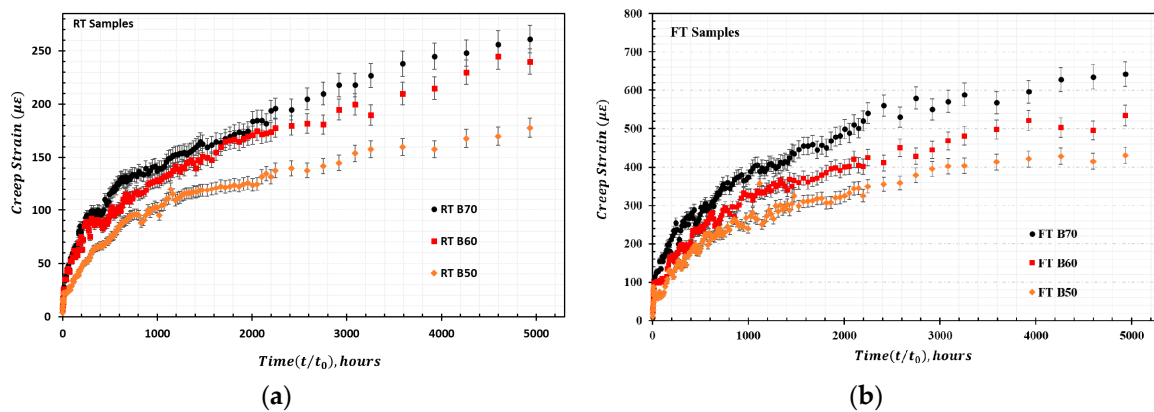 RT Samples
250
200
150
100
50
0
Creep Strain (με)
0
1000
2000
3000
4000
5000
Time(t/t₀), hours
RT B70
RT B60
RT B50
(a)
FT Samples
800
700
600
500
400
300
200
100
0
Creep Strain (με)
0
1000
2000
3000
4000
5000
Time(t/t₀), hours
FT B70
FT B60
FT B50
(b)